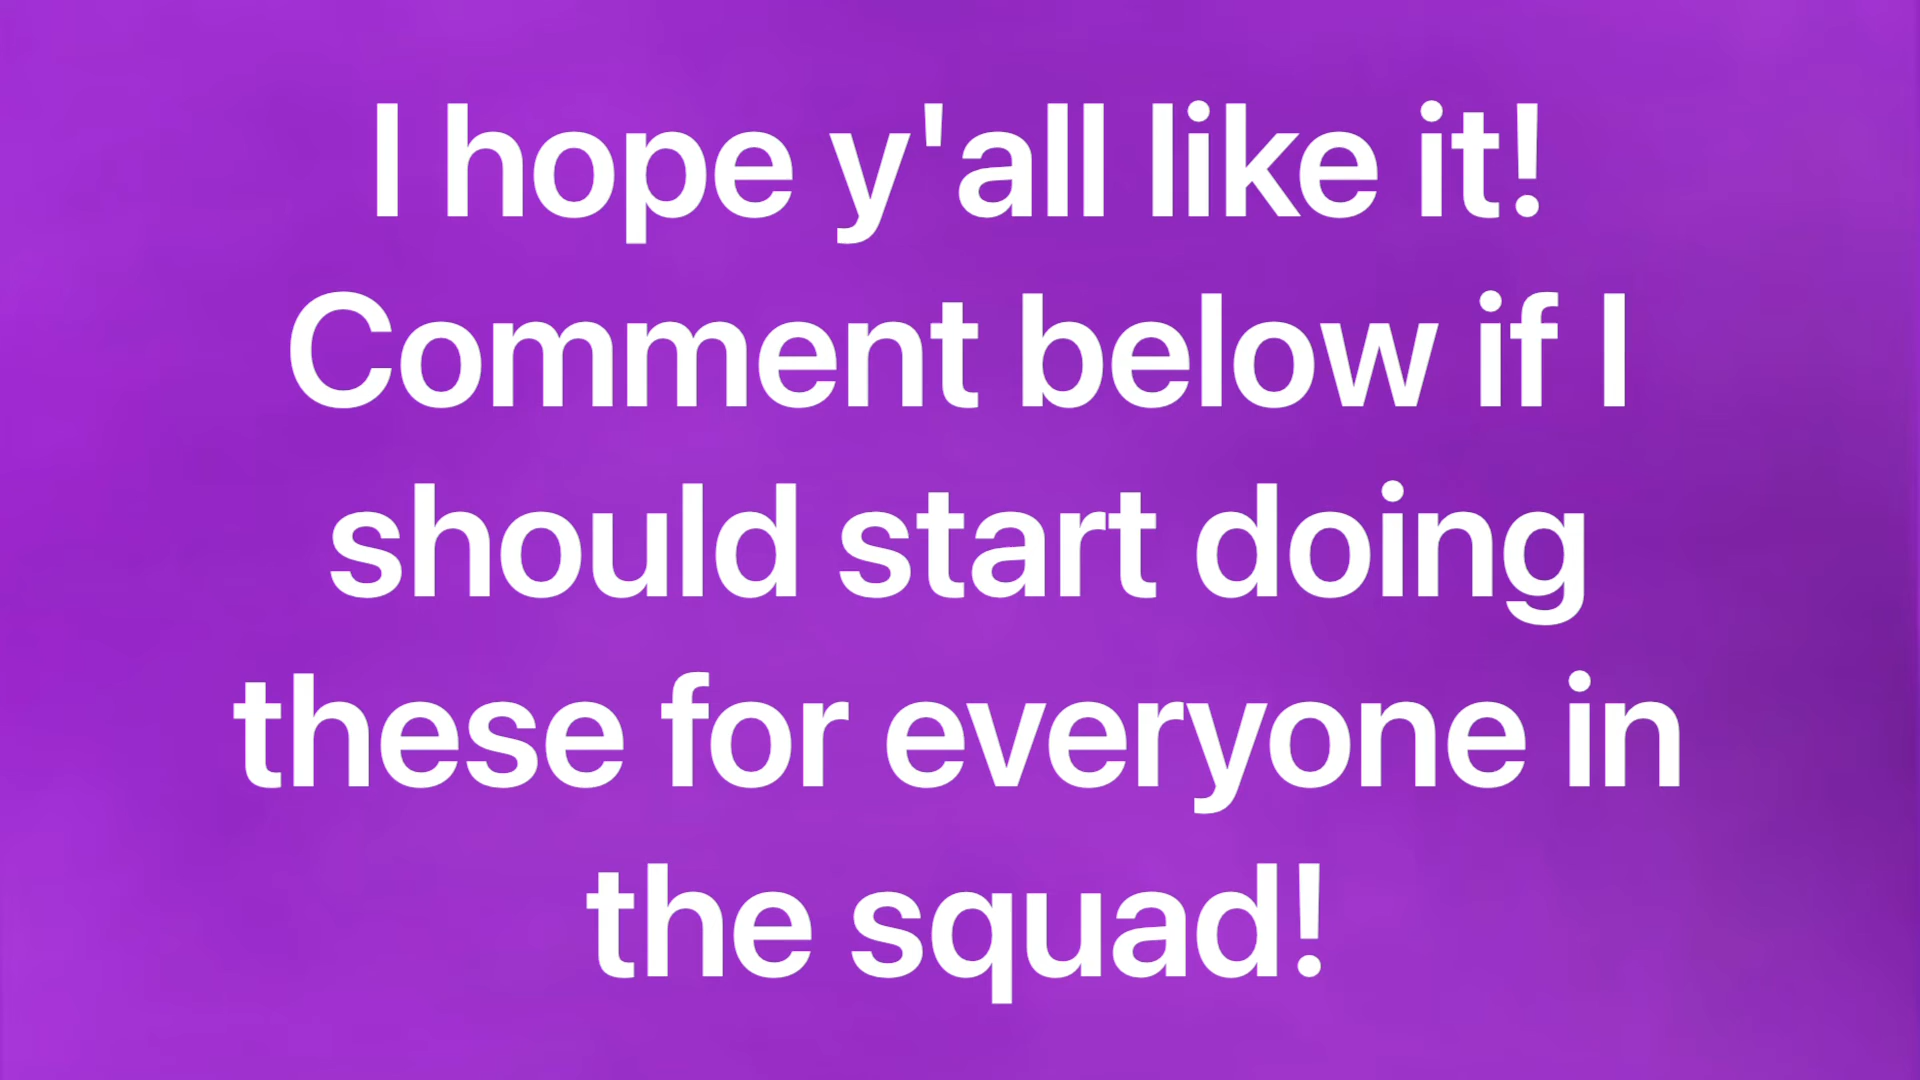 I hope y'all like it!
Comment below if I
should start doing
these for everyone in
the squad!